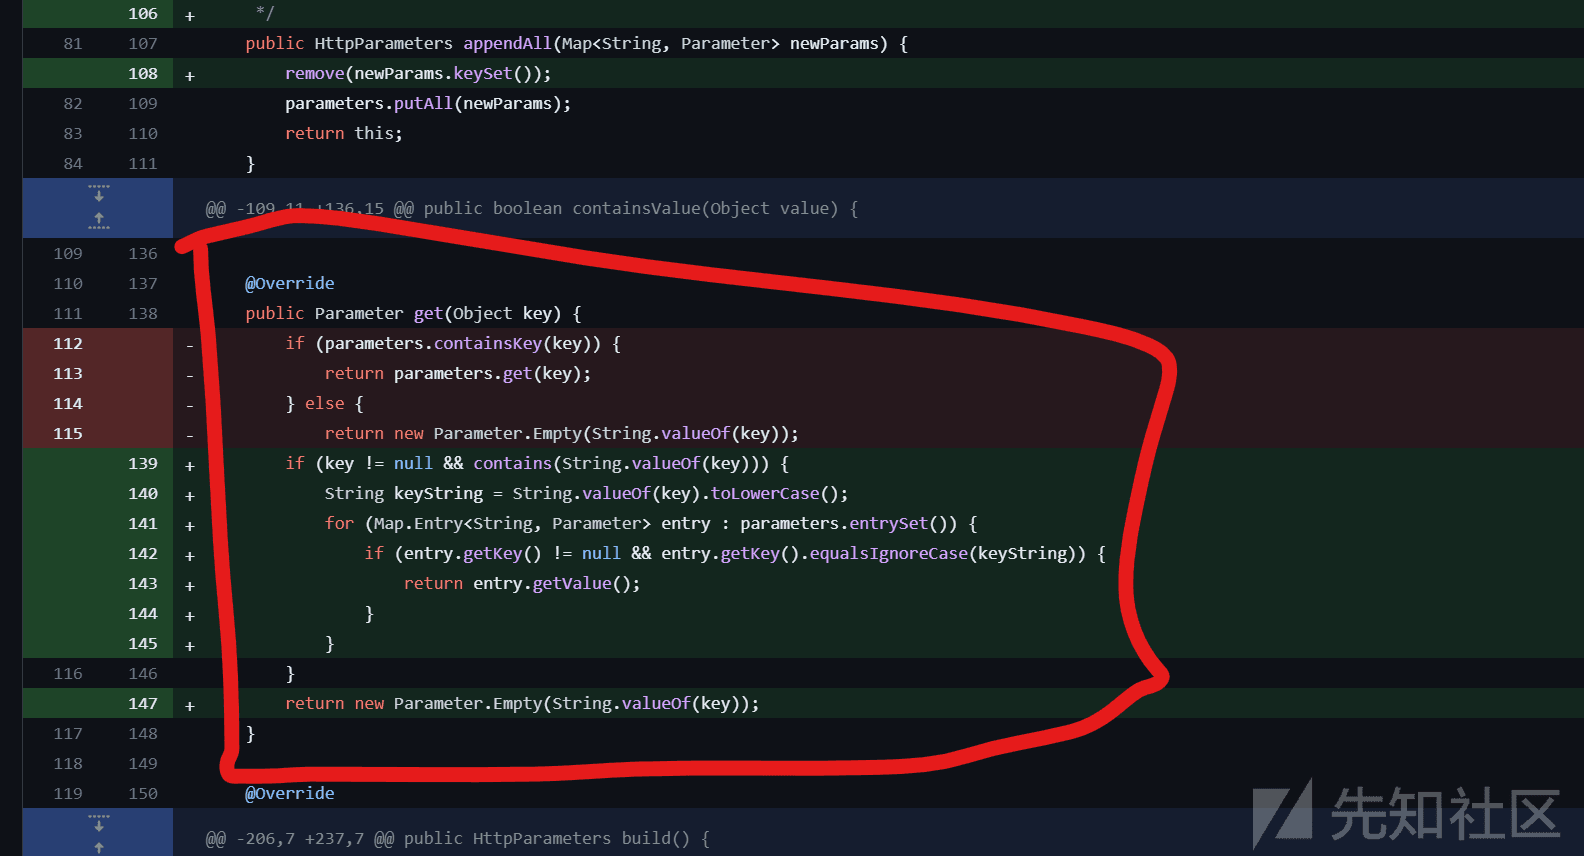 106 + */
81 107 public HttpParameters appendAll(Map<String, Parameter> newParams) {
108 + remove(newParams.keySet());
82 109 parameters.putAll(newParams);
83 110 return this;
84 111 }
@@ -109,11 +136,15 @@ public boolean containsValue(Object value) {
109 136
110 137 @Override
111 138 public Parameter get(Object key) {
112 - if (parameters.containsKey(key)) {
113 - return parameters.get(key);
114 - } else {
115 - return new Parameter.Empty(String.valueOf(key));
139 + if (key != null && contains(String.valueOf(key))) {
140 + String keyString = String.valueOf(key).toLowerCase();
141 + for (Map.Entry<String, Parameter> entry : parameters.entrySet()) {
142 + if (entry.getKey() != null && entry.getKey().equalsIgnoreCase(keyString)) {
143 + return entry.getValue();
144 + }
145 + }
116 146 }
147 + return new Parameter.Empty(String.valueOf(key));
117 148 }
118 149
119 150 @Override
@@ -206,7 +237,7 @@ public HttpParameters build() {
先知社区